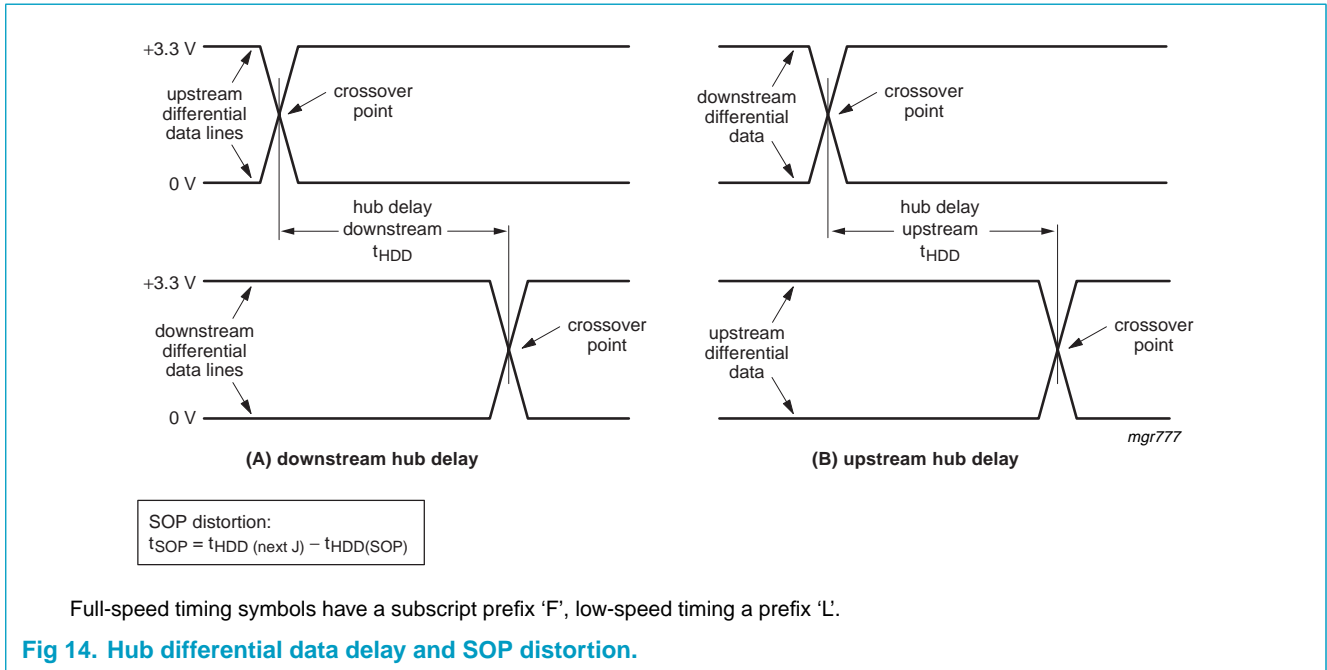 +3.3 V
upstream
differential
data lines
crossover
point
0 V
hub delay
downstream
tHDD
+3.3 V
downstream
differential
data lines
crossover
point
0 V
(A) downstream hub delay
downstream
differential
data
crossover
point
hub delay
upstream
tHDD
upstream
differential
data
crossover
point
mgr777
(B) upstream hub delay
SOP distortion:
tSOP = tHDD (next J) − tHDD(SOP)
Full-speed timing symbols have a subscript prefix ‘F’, low-speed timing a prefix ‘L’.
Fig 14. Hub differential data delay and SOP distortion.